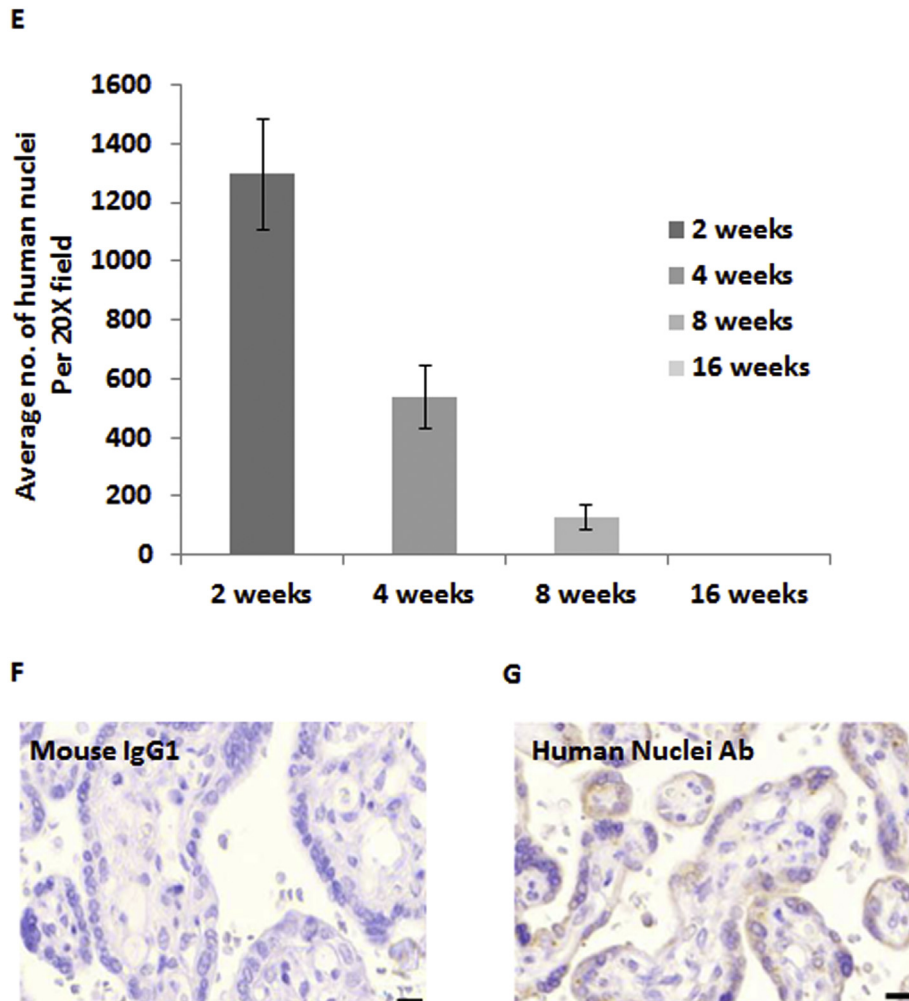 E
1600
1400
1200
1000
800
600
400
200
0
Average no. of human nuclei
Per 20X field
2 weeks
4 weeks
8 weeks
16 weeks
2 weeks
4 weeks
8 weeks
16 weeks
F
G
Mouse IgG1
Human Nuclei Ab